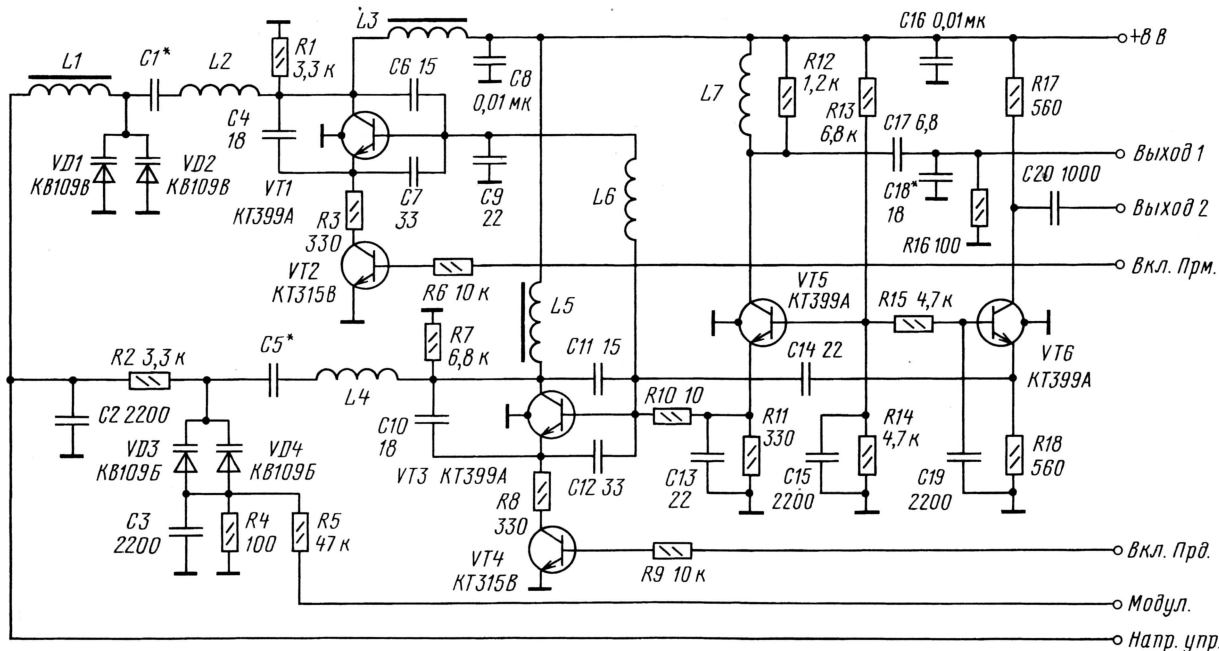 L1
C1*
L2
R1
3,3 к
L3
C6 15
C8
0,01 мк
C16 0,01 мк
+8 В
C4
18
VD1
КВ109В
VD2
КВ109В
VT1
КТ399А
C7
33
C9
22
R3
330
VT2
КТ315В
R6 10 к
L6
L7
R12
1,2 к
R13
6,8 к
C17 6,8
R17
560
Выход 1
C18*
18
R16 100
C20 1000
Выход 2
Вкл. Прм.
R2 3,3 к
C5*
R7
6,8 к
L5
L4
C11 15
VT5
КТ399А
R15 4,7 к
C14 22
VT6
КТ399А
C2 2200
VD3
КВ109Б
VD4
КВ109Б
C10
18
VT3 КТ399А
C12 33
R10 10
C13
22
R11
330
C15
2200
R14
4,7 к
C19
2200
R18
560
C3
2200
R4
100
R5
47 к
R8
330
VT4
КТ315В
R9 10 к
Вкл. Прд.
Модул.
Напр. упр.